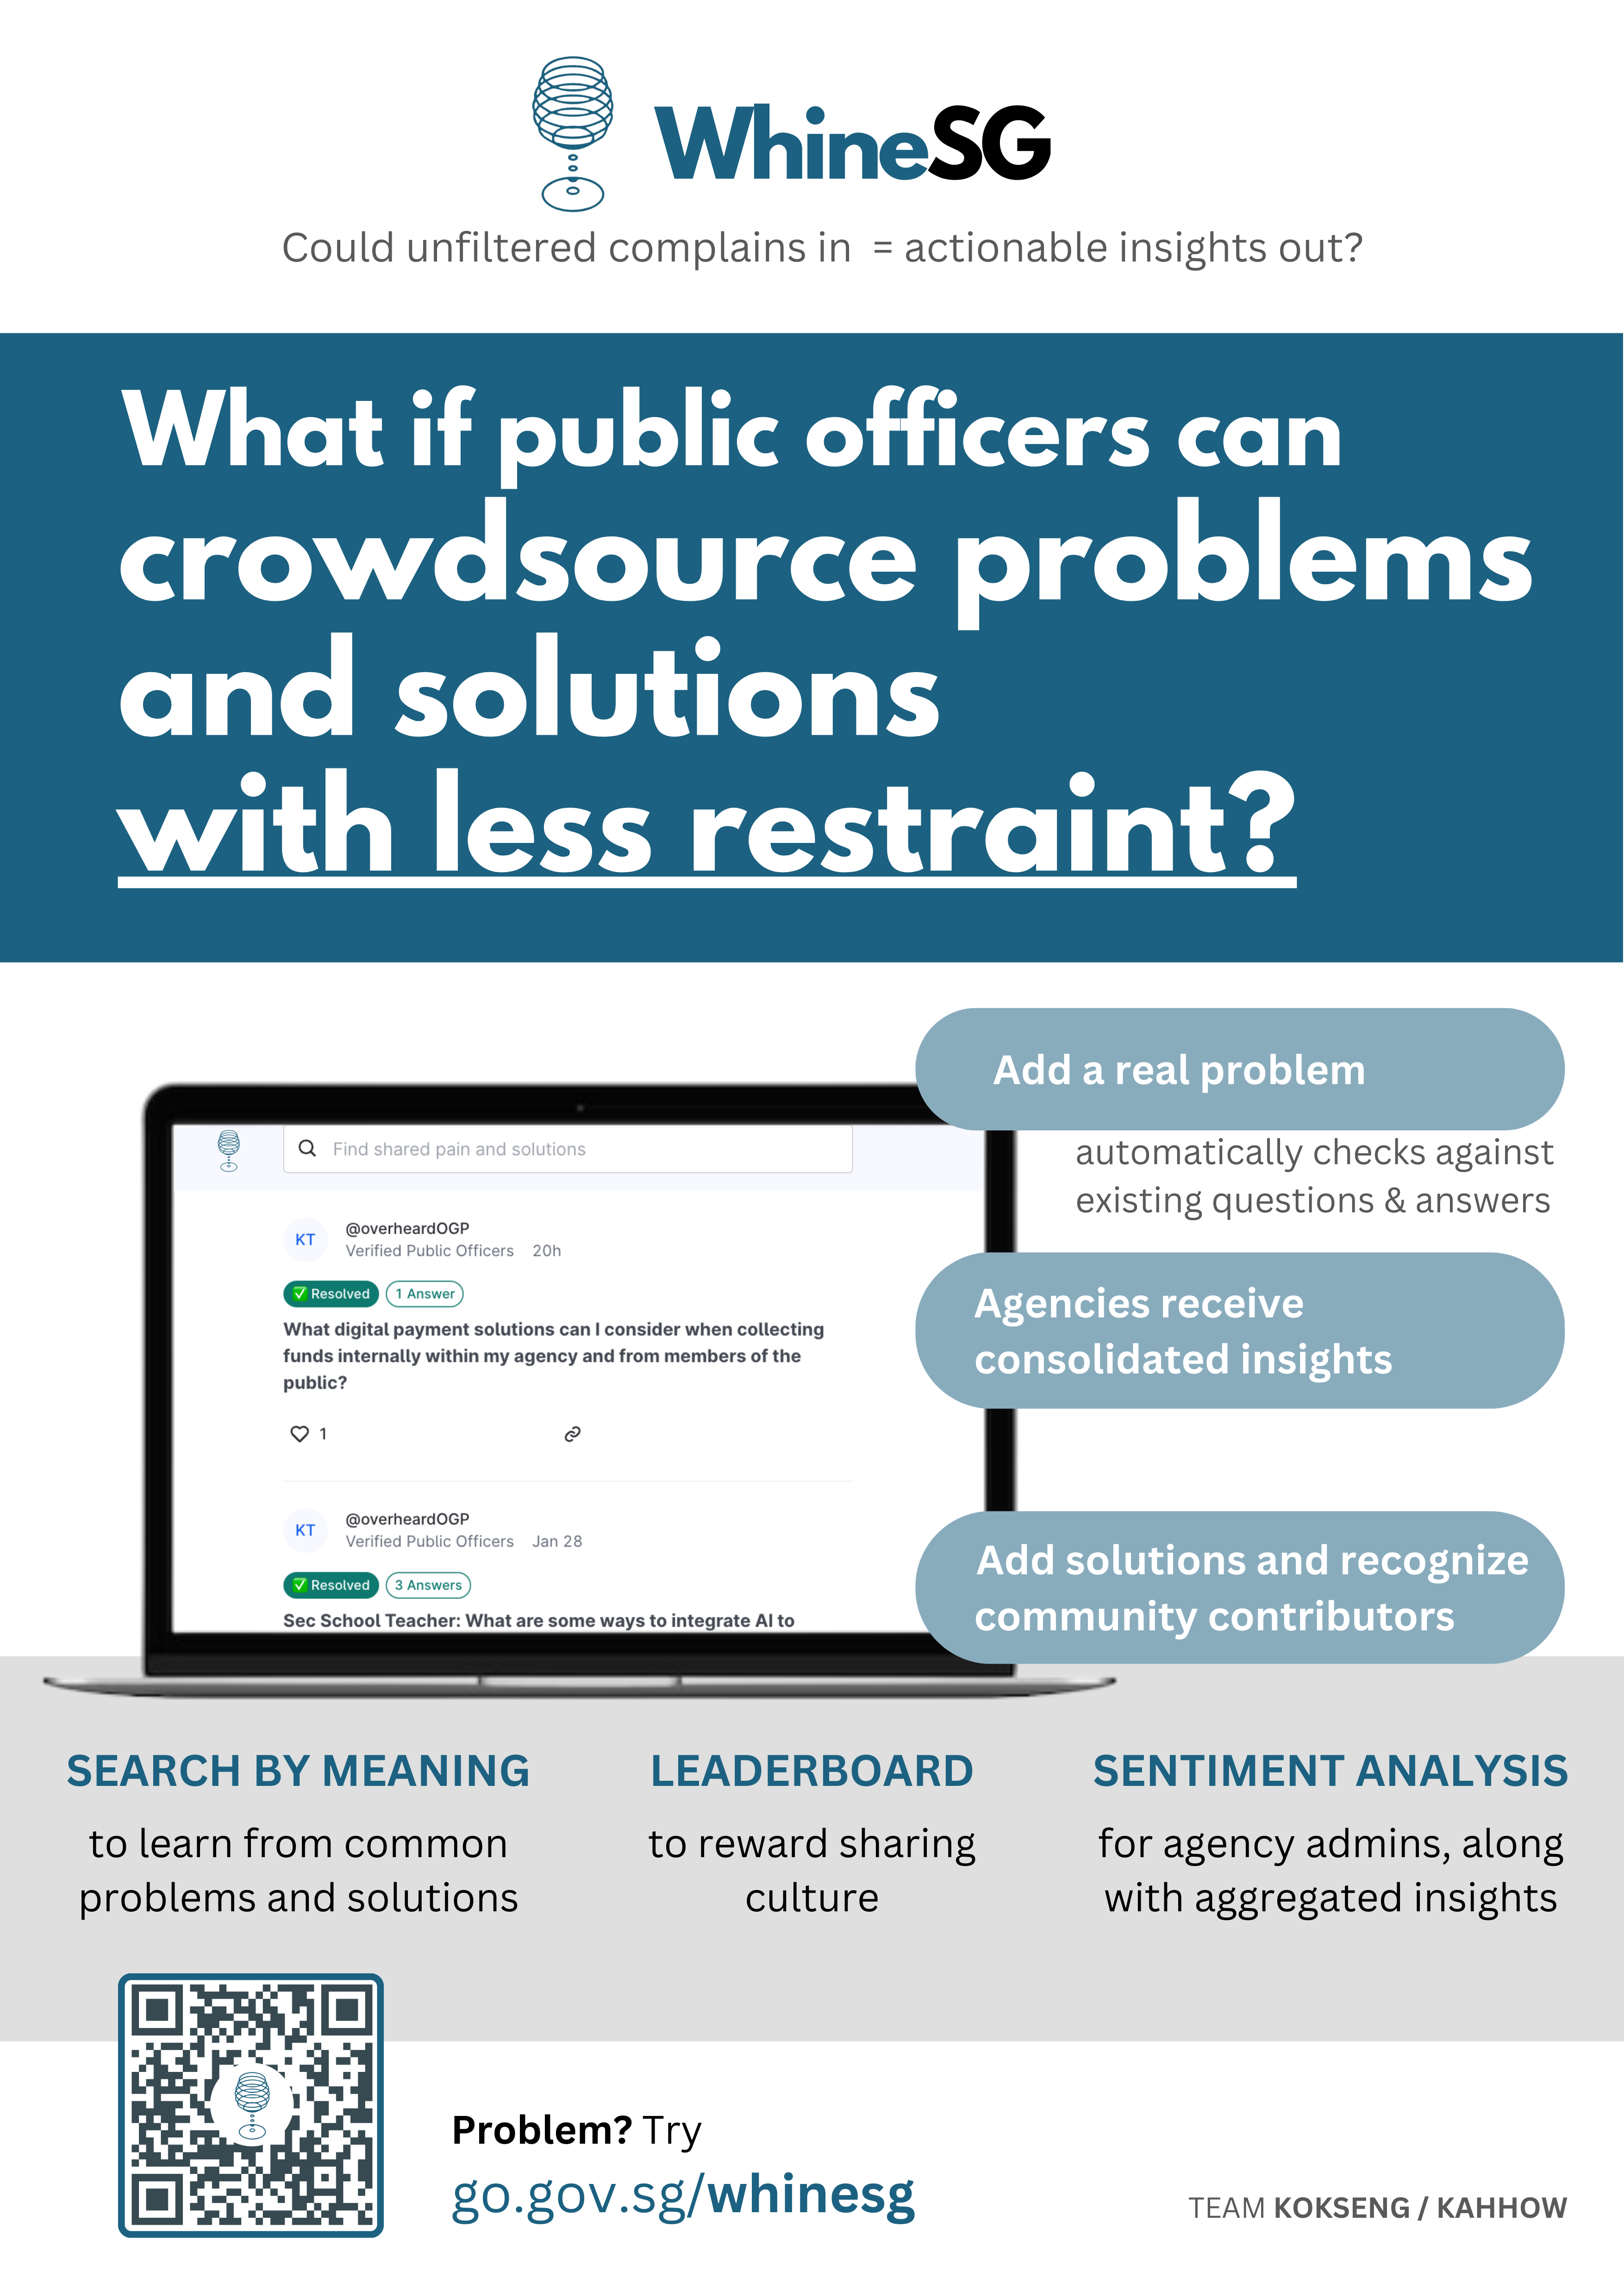 WhineSG
Could unfiltered complains in  = actionable insights out?
What if public officers can
crowdsource problems
and solutions
with less restraint?
Add a real problem
automatically checks against
existing questions & answers
Agencies receive
consolidated insights
Add solutions and recognize
community contributors
Find shared pain and solutions
KT
@overheardOGP
Verified Public Officers 20h
✅ Resolved 1 Answer
What digital payment solutions can I consider when collecting
funds internally within my agency and from members of the
public?
1
KT
@overheardOGP
Verified Public Officers Jan 28
✅ Resolved 3 Answers
Sec School Teacher: What are some ways to integrate AI to
SEARCH BY MEANING
to learn from common
problems and solutions
LEADERBOARD
to reward sharing
culture
SENTIMENT ANALYSIS
for agency admins, along
with aggregated insights
Problem? Try
go.gov.sg/whinesg
TEAM KOKSENG / KAHHOW